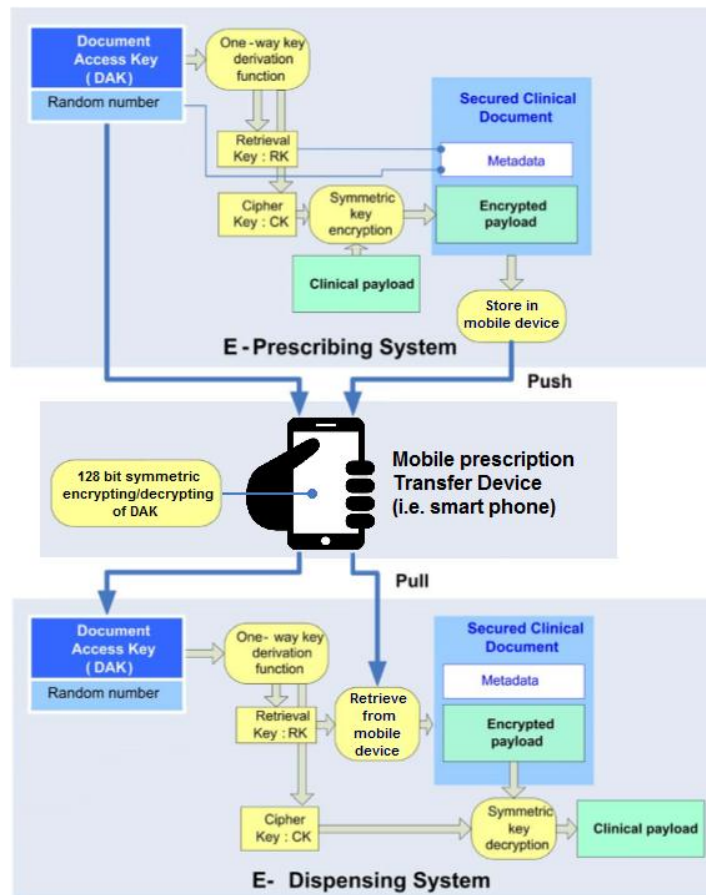 Document
Access Key
(DAK)
Random number
One-way key
derivation
function
Retrieval
Key : RK
Cipher
Key : CK
Symmetric
key
encryption
Clinical payload
Secured Clinical
Document
Metadata
Encrypted
payload
Store in
mobile device
E - Prescribing System
Push
128 bit symmetric
encrypting/decrypting
of DAK
Mobile prescription
Transfer Device
(i.e. smart phone)
Pull
Document
Access Key
(DAK)
Random number
One- way key
derivation
function
Retrieval
Key : RK
Retrieve
from
mobile
device
Secured Clinical
Document
Metadata
Encrypted
payload
Cipher
Key : CK
Symmetric
key
decryption
Clinical payload
E- Dispensing System